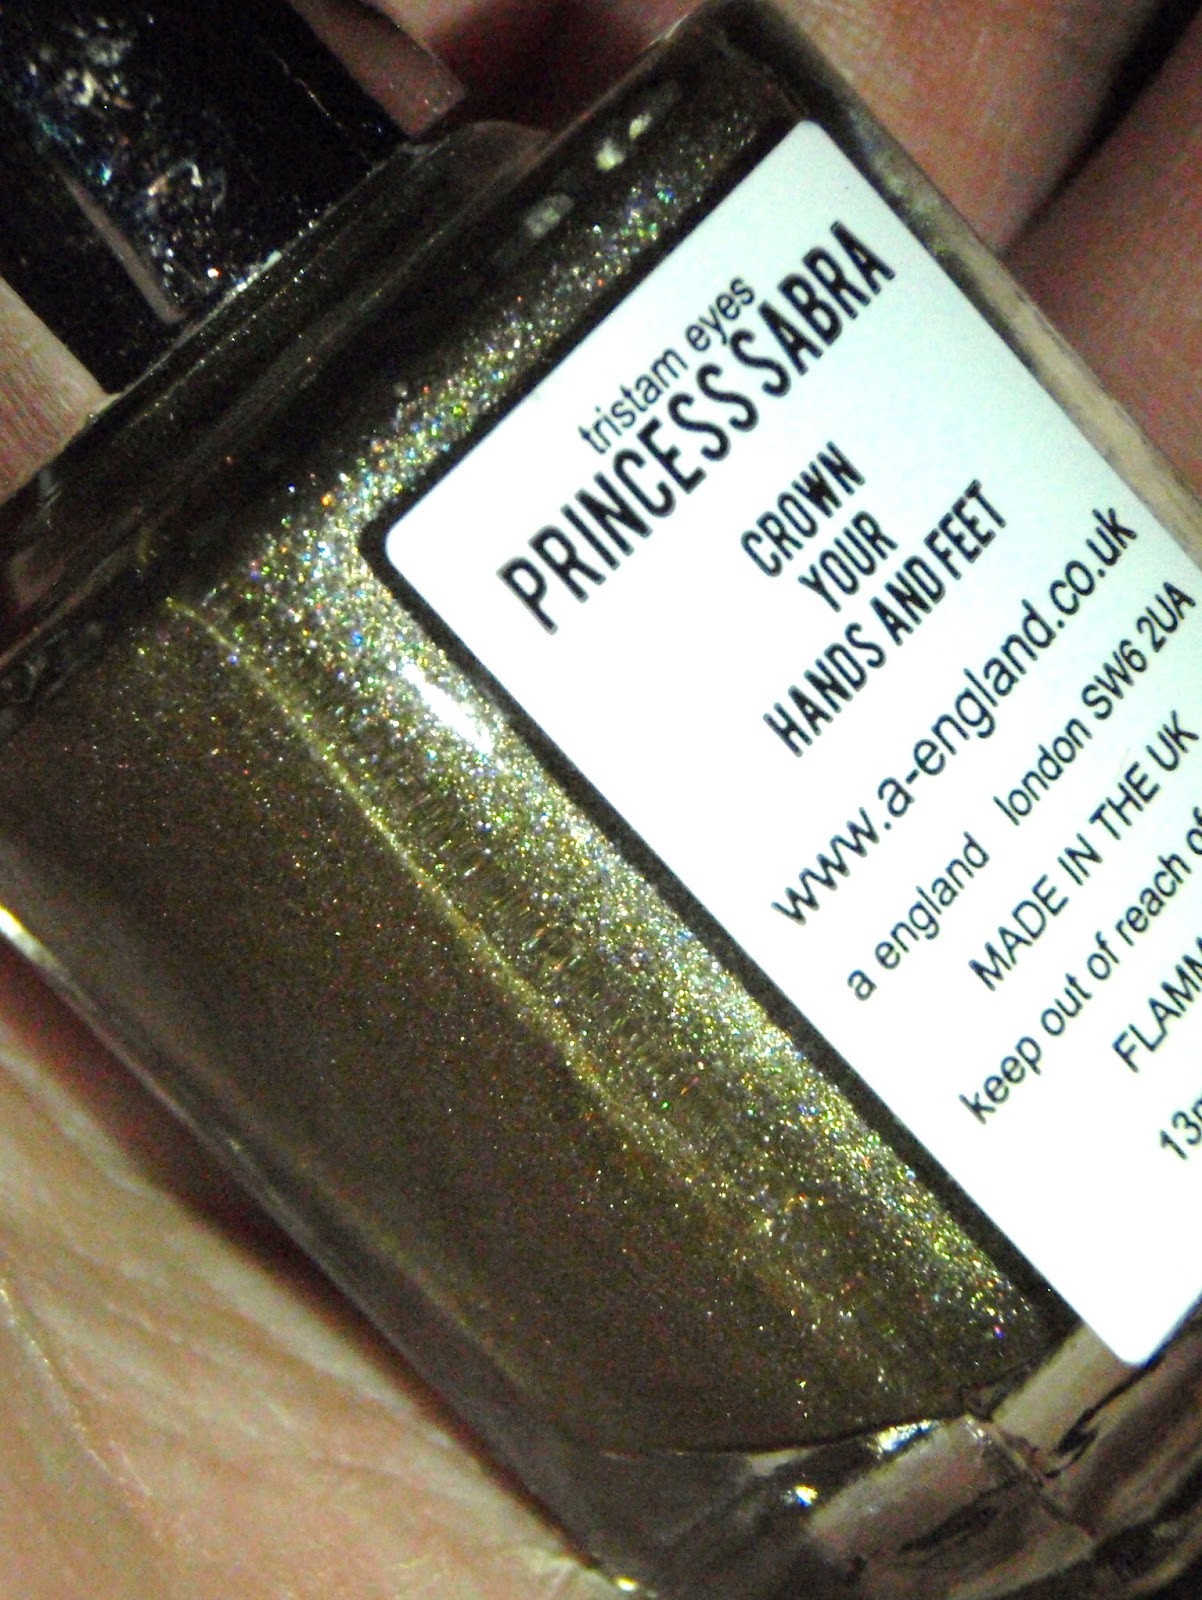 tristam eyes
PRINCESS SABRA
CROWN
YOUR
HANDS AND FEET
www.a-england.co.uk
a england london SW6 2UA
MADE IN THE UK
keep out of reach of